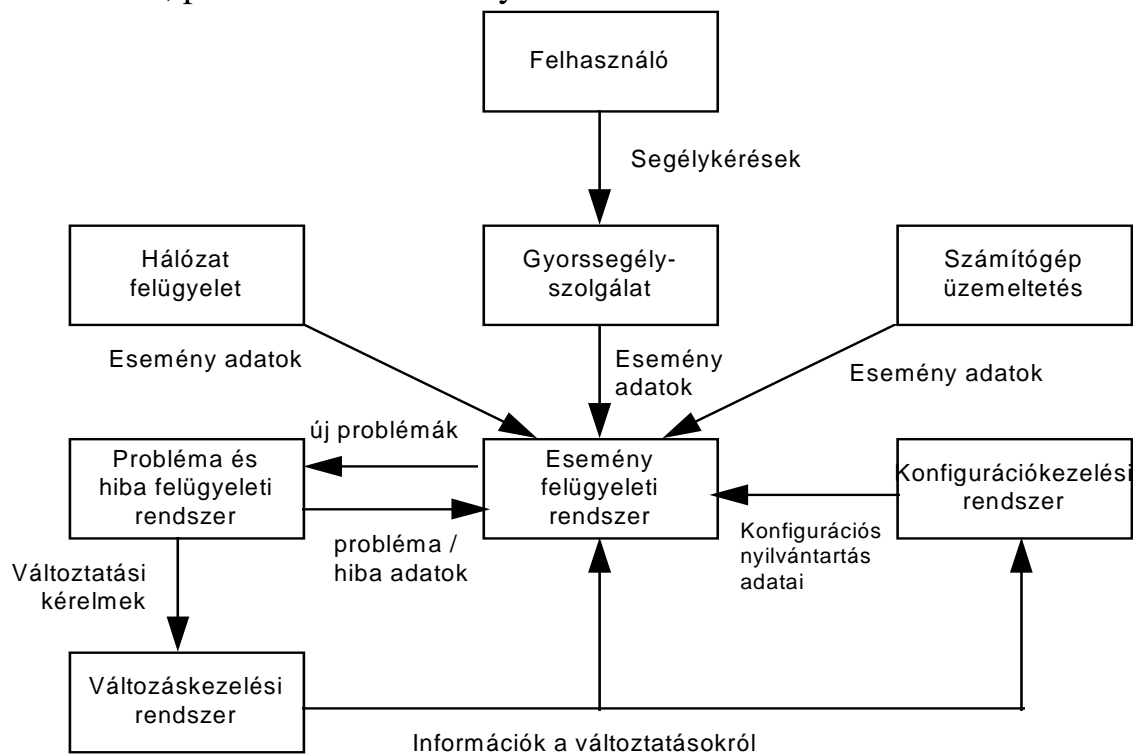 Felhasználó
Segélykérések
Hálózat
felügyelet
Gyorssegély-
szolgálat
Számítógép
üzemeltetés
Esemény adatok
Esemény
adatok
Esemény adatok
új problémák
Probléma és
hiba felügyeleti
rendszer
Esemény
felügyeleti
rendszer
Konfigurációkezelési
rendszer
probléma /
hiba adatok
Konfigurációs
nyilvántartás
adatai
Változtatási
kérelmek
Változáskezelési
rendszer
Információk a változtatásokról